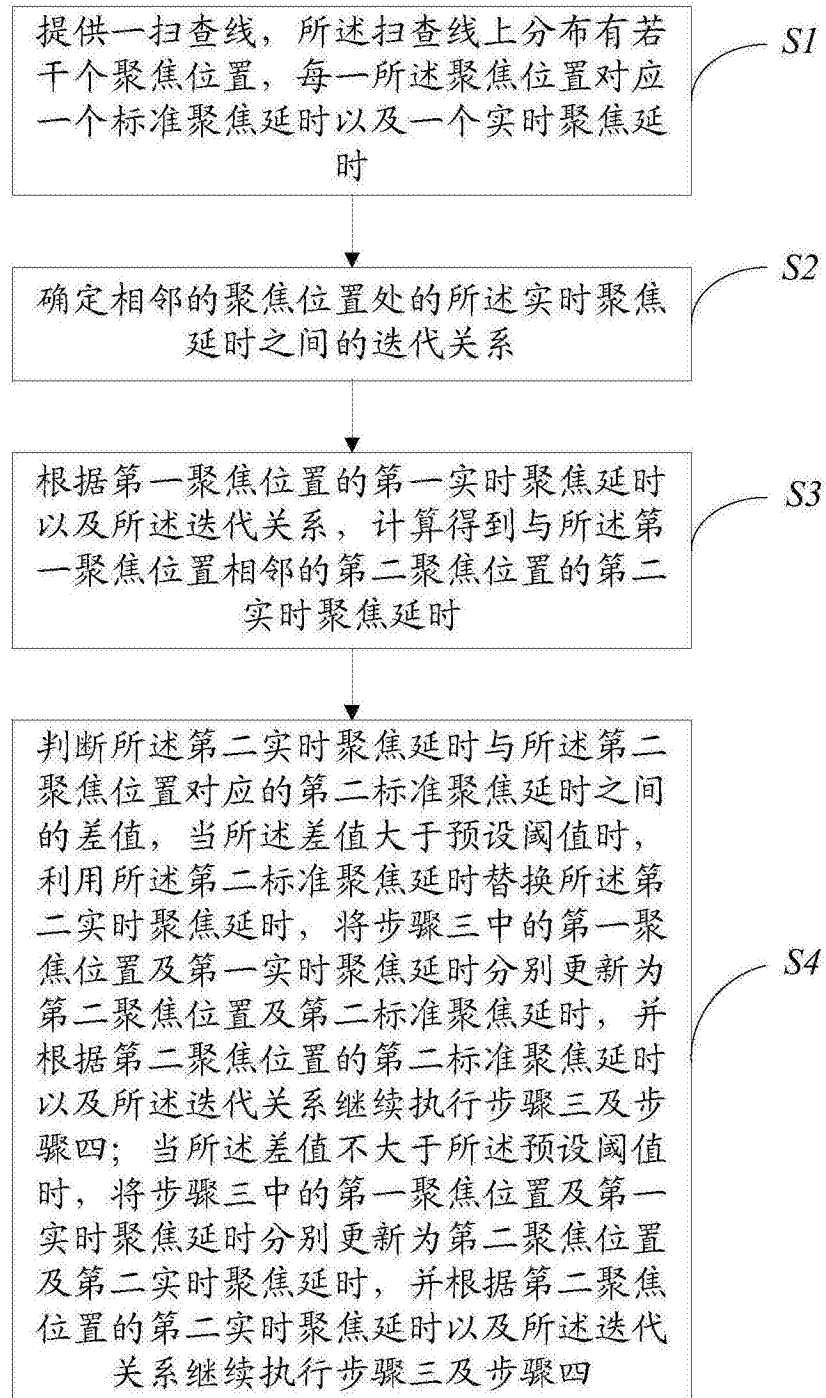 提供一扫查线，所述扫查线上分布有若
干个聚焦位置，每一所述聚焦位置对应
一个标准聚焦延时以及一个实时聚焦延
时
S1
确定相邻的聚焦位置处的所述实时聚焦
延时之间的迭代关系
S2
根据第一聚焦位置的第一实时聚焦延时
以及所述迭代关系，计算得到与所述第
一聚焦位置相邻的第二聚焦位置的第二
实时聚焦延时
S3
判断所述第二实时聚焦延时与所述第二
聚焦位置对应的第二标准聚焦延时之间
的差值，当所述差值大于预设阈值时，
利用所述第二标准聚焦延时替换所述第
二实时聚焦延时，将步骤三中的第一聚
焦位置及第一实时聚焦延时分别更新为
第二聚焦位置及第二标准聚焦延时，并
根据第二聚焦位置的第二标准聚焦延时
以及所述迭代关系继续执行步骤三及步
骤四；当所述差值不大于所述预设阈值
时，将步骤三中的第一聚焦位置及第一
实时聚焦延时分别更新为第二聚焦位置
及第二实时聚焦延时，并根据第二聚焦
位置的第二实时聚焦延时以及所述迭代
关系继续执行步骤三及步骤四
S4